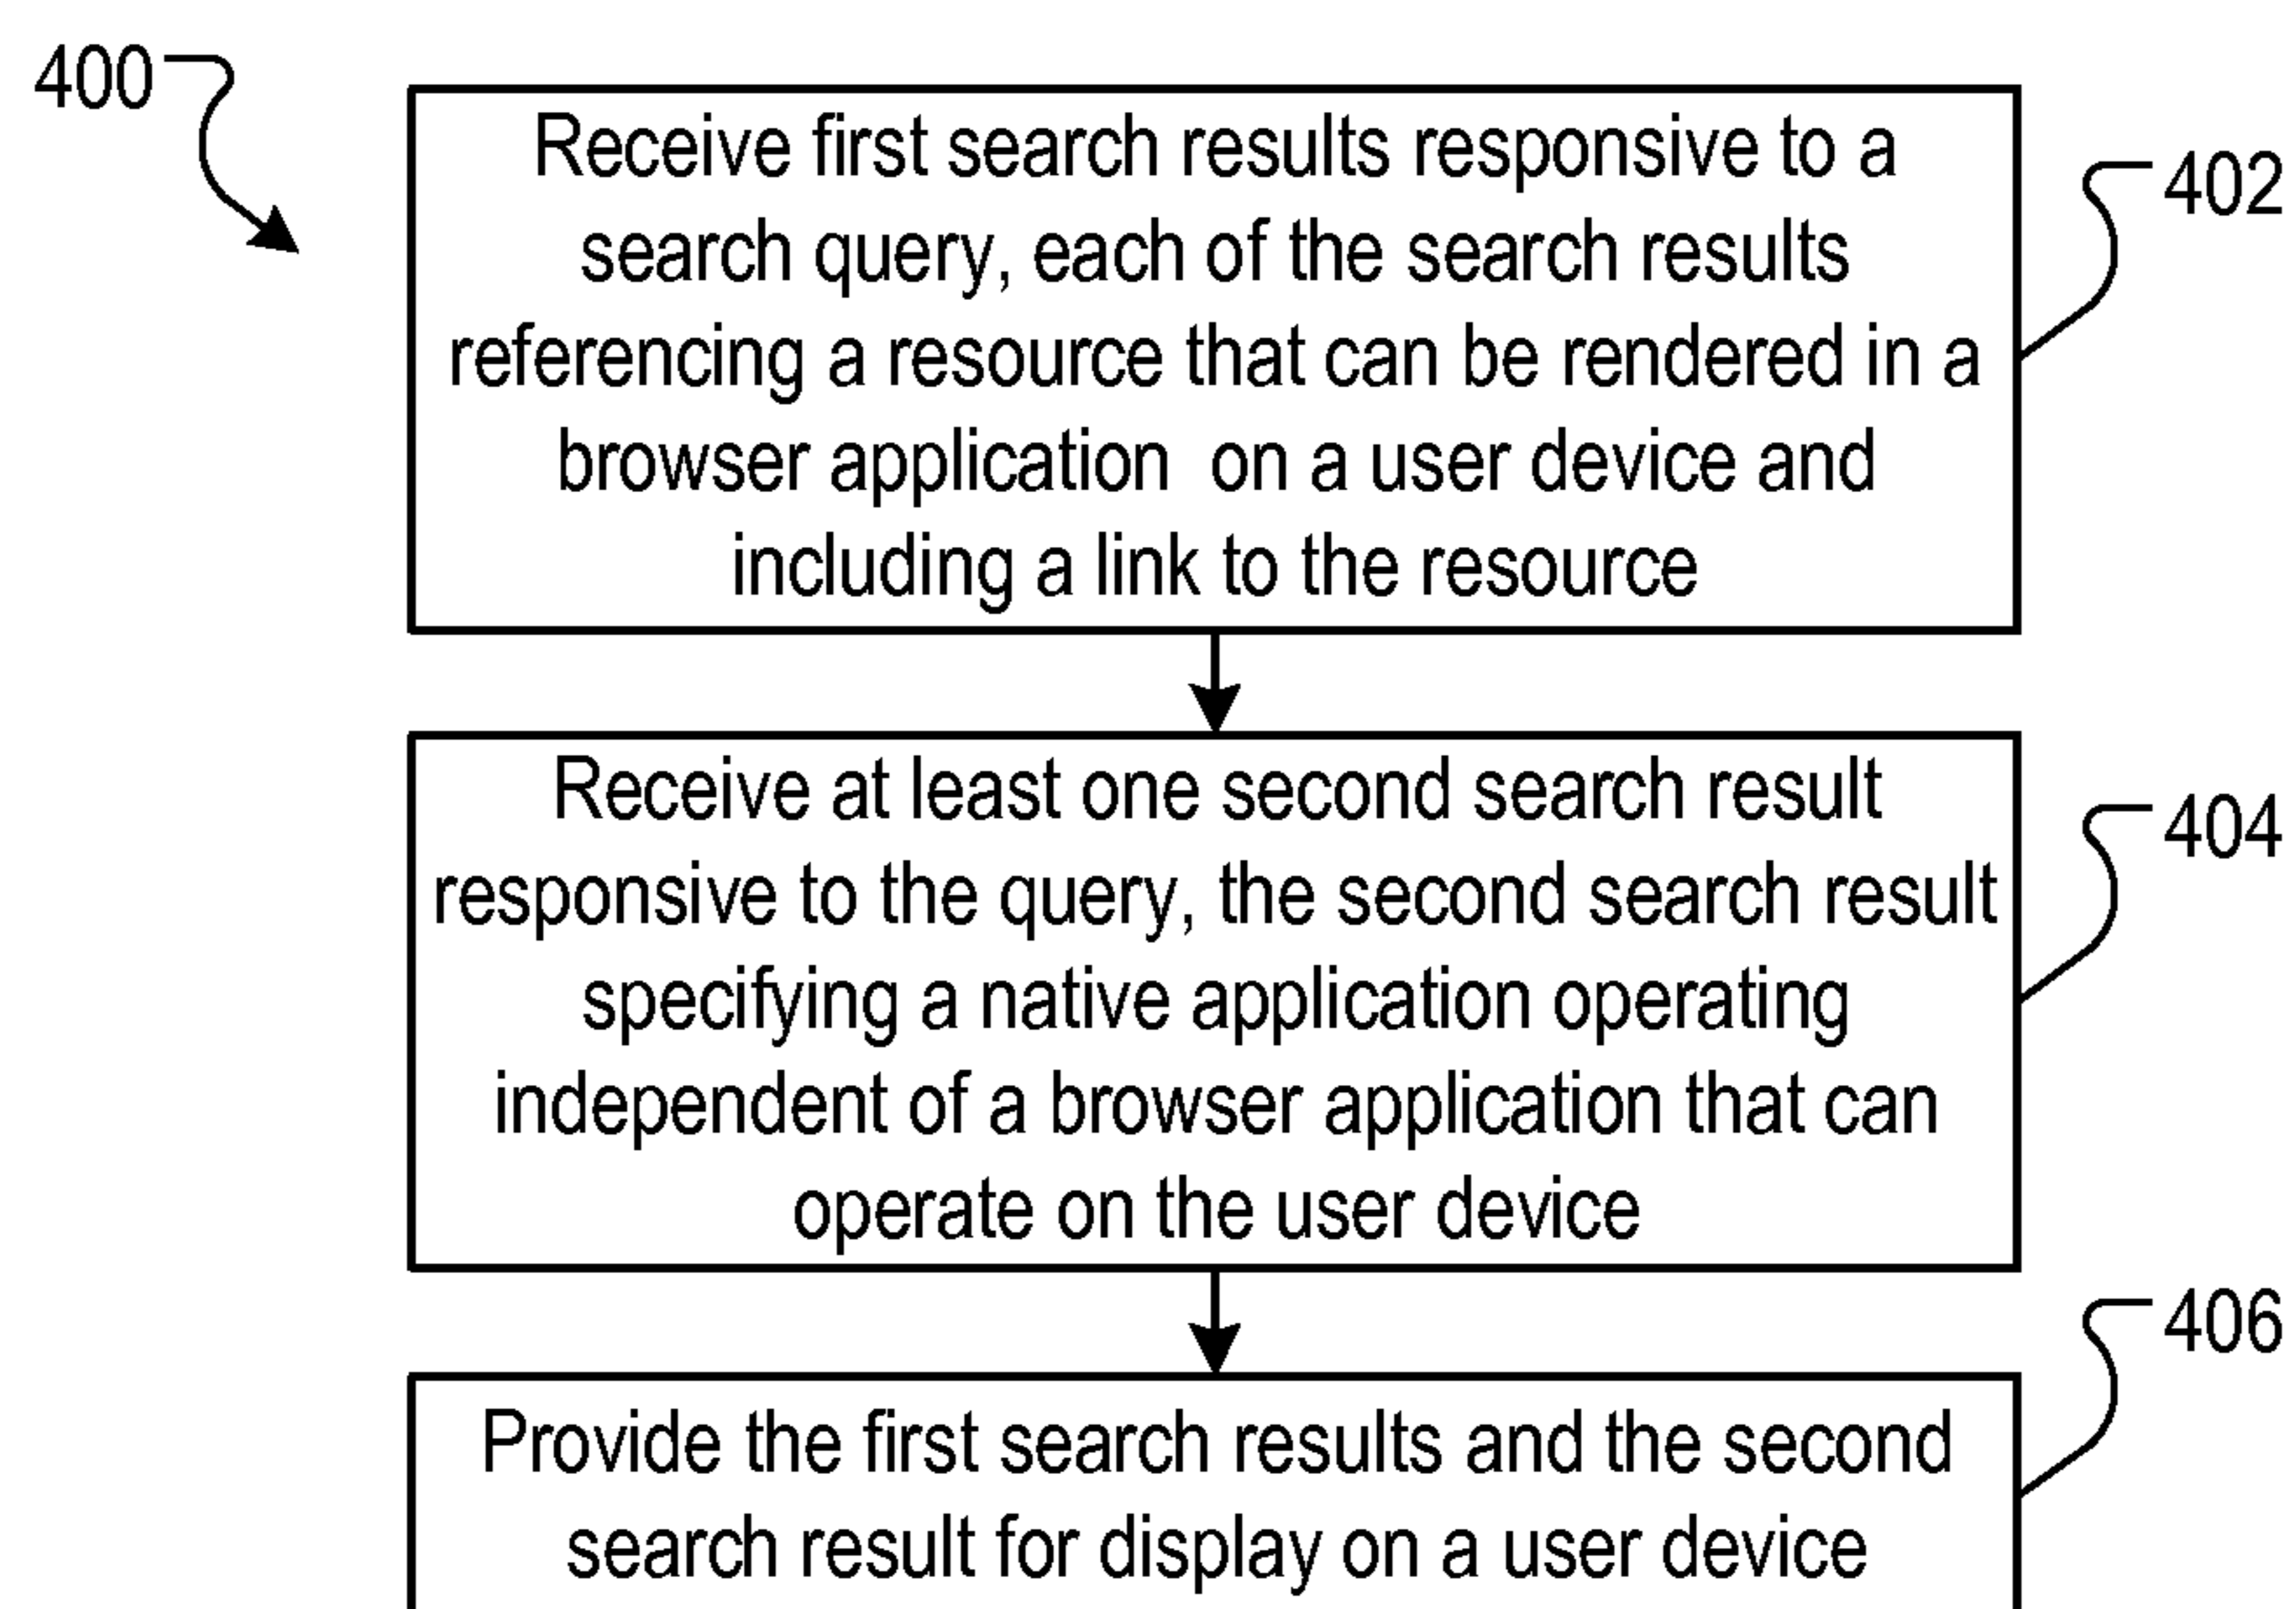 400
Receive first search results responsive to a
search query, each of the search results
referencing a resource that can be rendered in a
browser application on a user device and
including a link to the resource
402
Receive at least one second search result
responsive to the query, the second search result
specifying a native application operating
independent of a browser application that can
operate on the user device
404
Provide the first search results and the second
search result for display on a user device
406